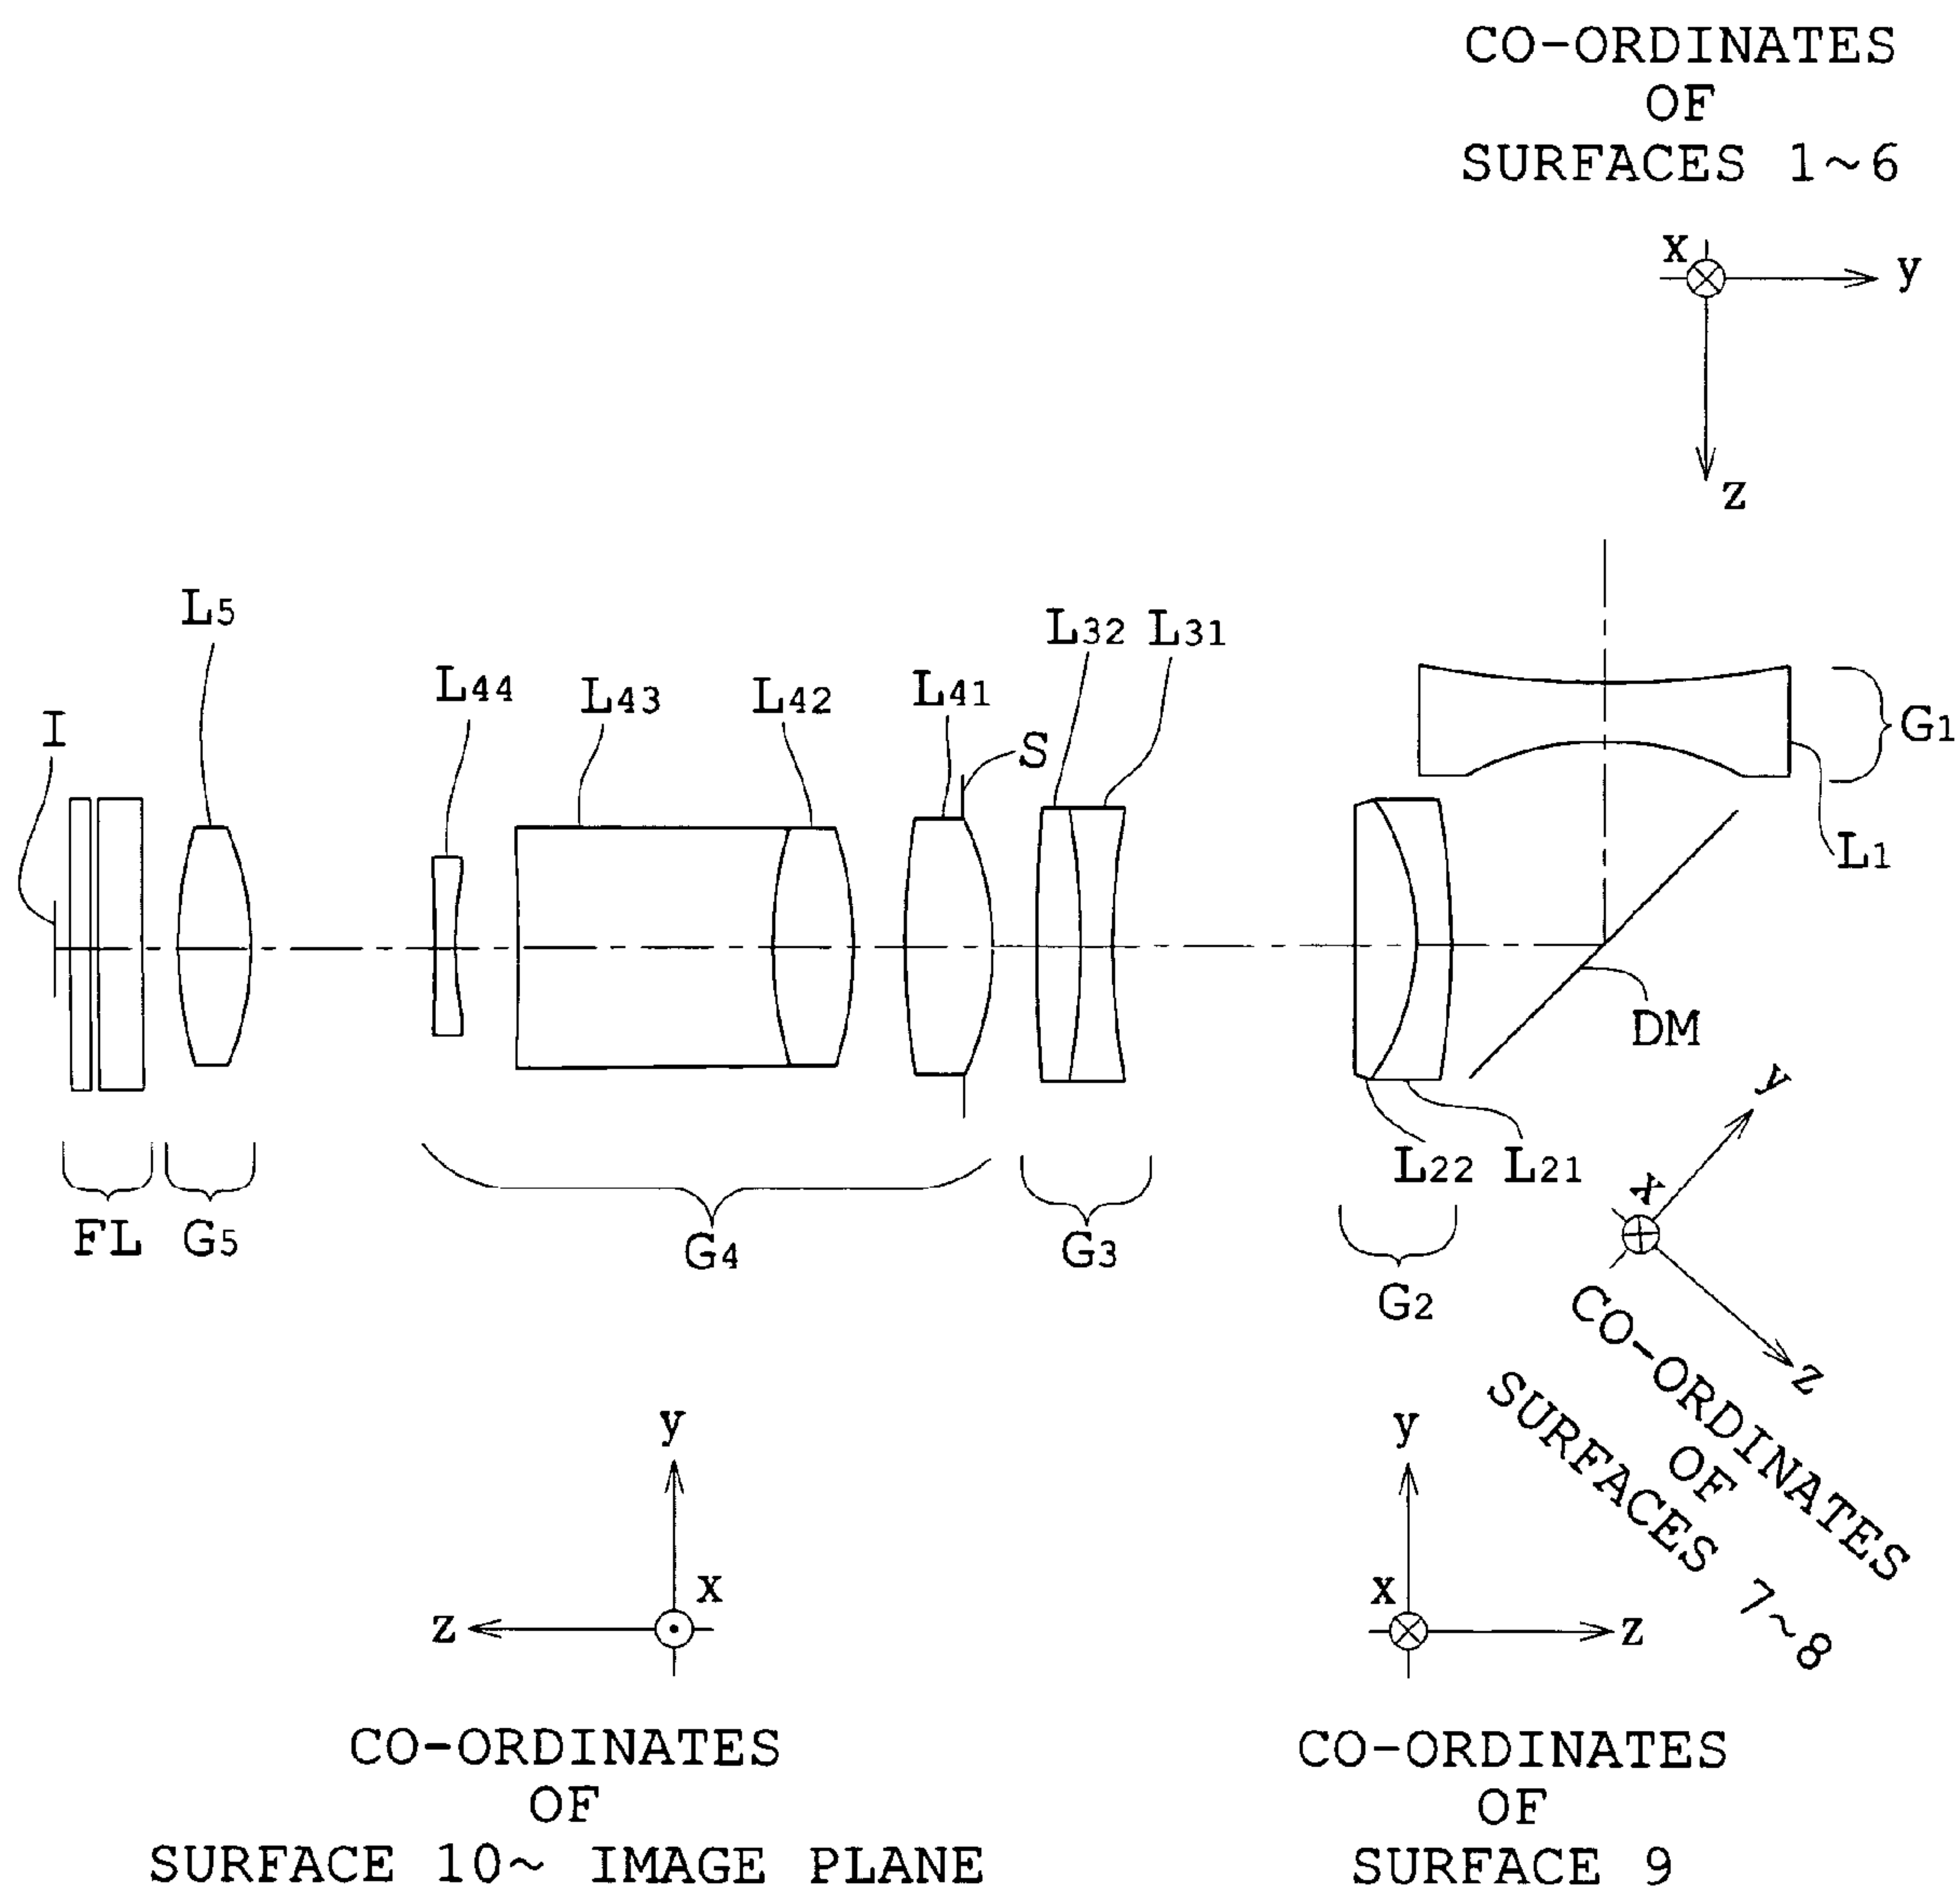 CO-ORDINATES
OF
SURFACES 1~6
x
y
z
L5
L32
L31
L44
L43
L42
L41
I
S
G1
L1
DM
y
L22
L21
x
FL
G5
G4
G3
G2
z
CO-ORDINATES
OF
SURFACES 7~8
y
x
z
y
x
z
CO-ORDINATES
OF
SURFACE 10~ IMAGE PLANE
CO-ORDINATES
OF
SURFACE 9